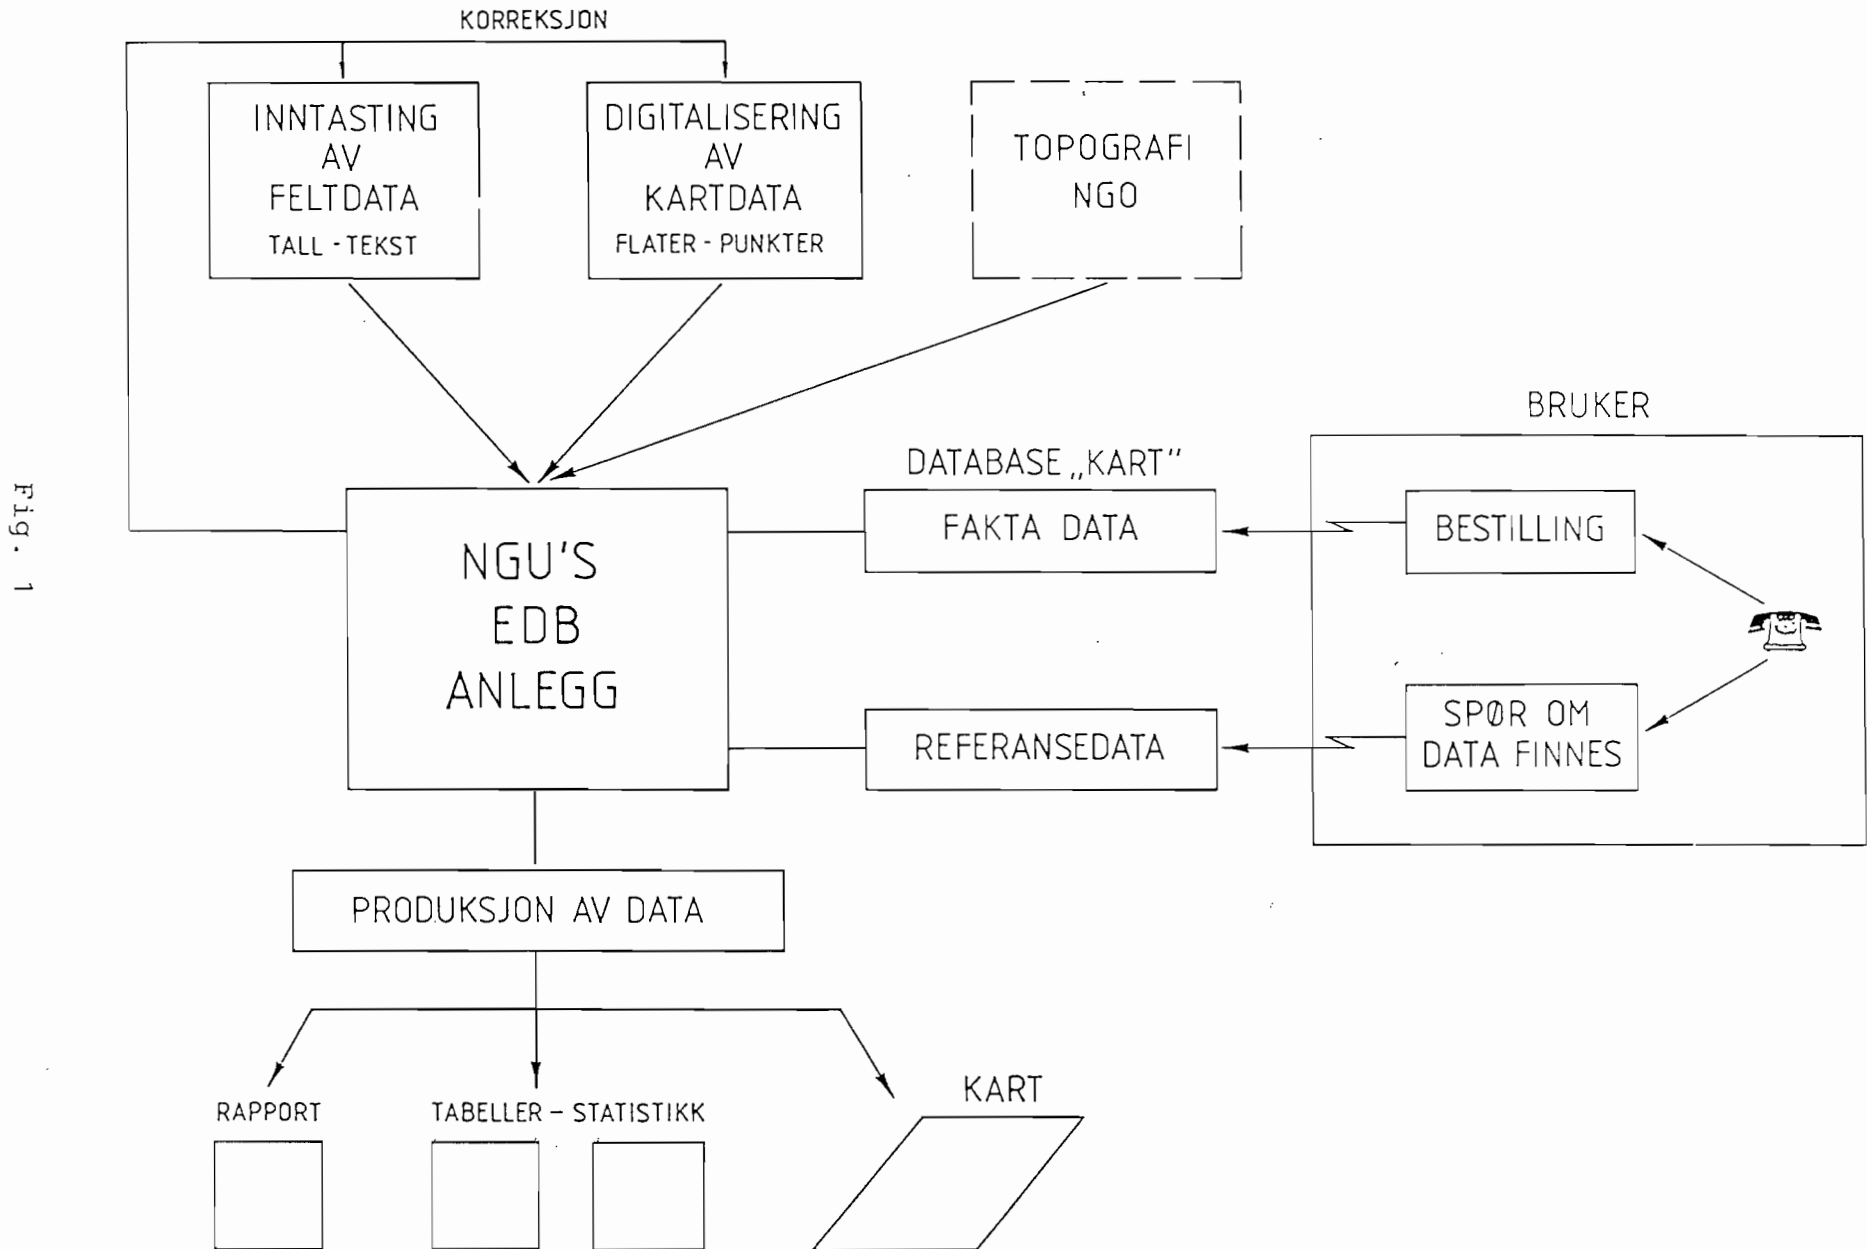 KORREKSJON
INNTASTING
AV
FELTDATA
TALL - TEKST
DIGITALISERING
AV
KARTDATA
FLATER - PUNKTER
TOPOGRAFI
NGO
BRUKER
DATABASE „KART"
FAKTA DATA
BESTILLING
NGU'S
EDB
ANLEGG
REFERANSEDATA
SPØR OM
DATA FINNES
PRODUKSJON AV DATA
RAPPORT
TABELLER – STATISTIKK
KART
Fig. 1